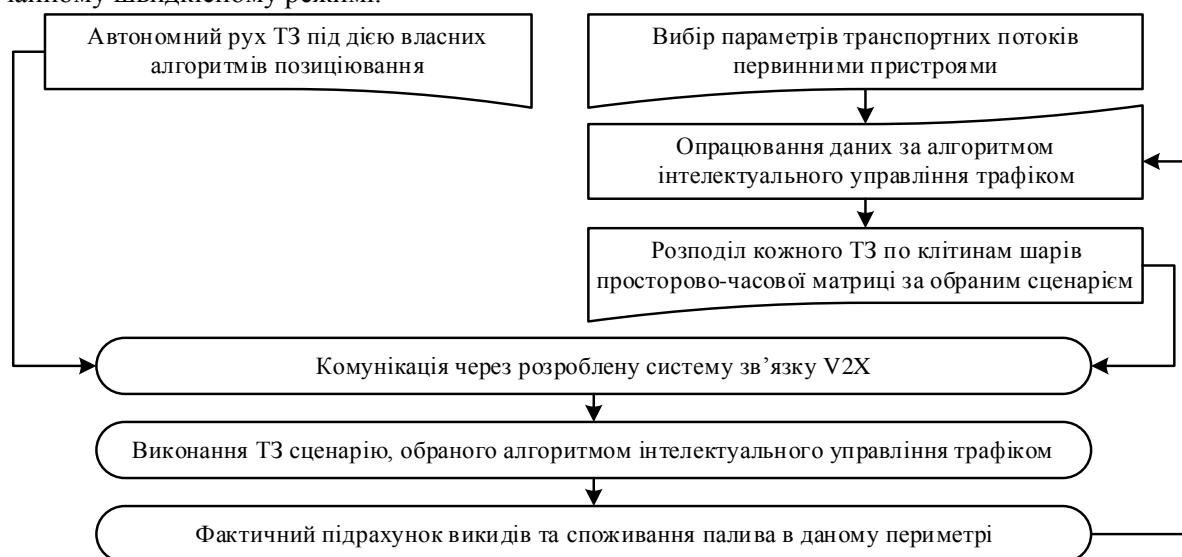 швидкісному режимі.
Автономний рух ТЗ під дією власних
алгоритмів позиціювання
Вибір параметрів транспортних потоків
первинними пристроями
Опрацювання даних за алгоритмом
інтелектуального управління трафіком
Розподіл кожного ТЗ по клітинам шарів
просторово-часової матриці за обраним сценарієм
Комунікація через розроблену систему зв’язку V2X
Виконання ТЗ сценарію, обраного алгоритмом інтелектуального управління трафіком
Фактичний підрахунок викидів та споживання палива в даному периметрі